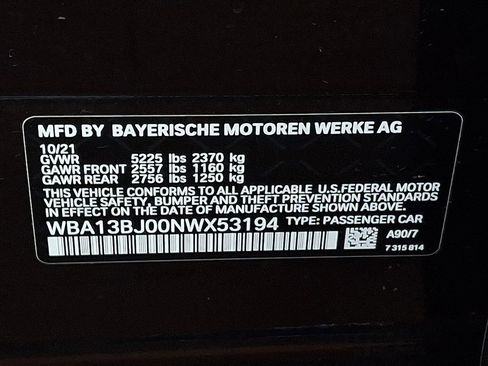 MFD BY BAYERISCHE MOTOREN WERKE AG
10/21
GVWR 5225 lbs 2370 kg
GAWR FRONT 2557 lbs 1160 kg
GAWR REAR 2756 lbs 1250 kg
THIS VEHICLE CONFORMS TO ALL APPLICABLE U.S.FEDERAL MOTOR
VEHICLE SAFETY, BUMPER, AND THEFT PREVENTION STANDARDS
IN EFFECT ON THE DATE OF MANUFACTURE SHOWN ABOVE.
WBA13BJ00NWX53194 TYPE: PASSENGER CAR
A90/7
7 315 814